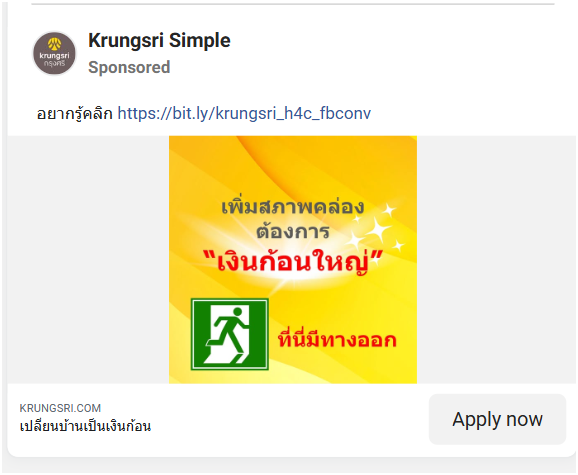 krungsri
กรุงศรี
Krungsri Simple
Sponsored
อยากรู้คลิก https://bit.ly/krungsri_h4c_fbconv
เพิ่มสภาพคล่อง
ต้องการ
“เงินก้อนใหญ่”
ที่นี่มีทางออก
KRUNGSRI.COM
เปลี่ยนบ้านเป็นเงินก้อน
Apply now